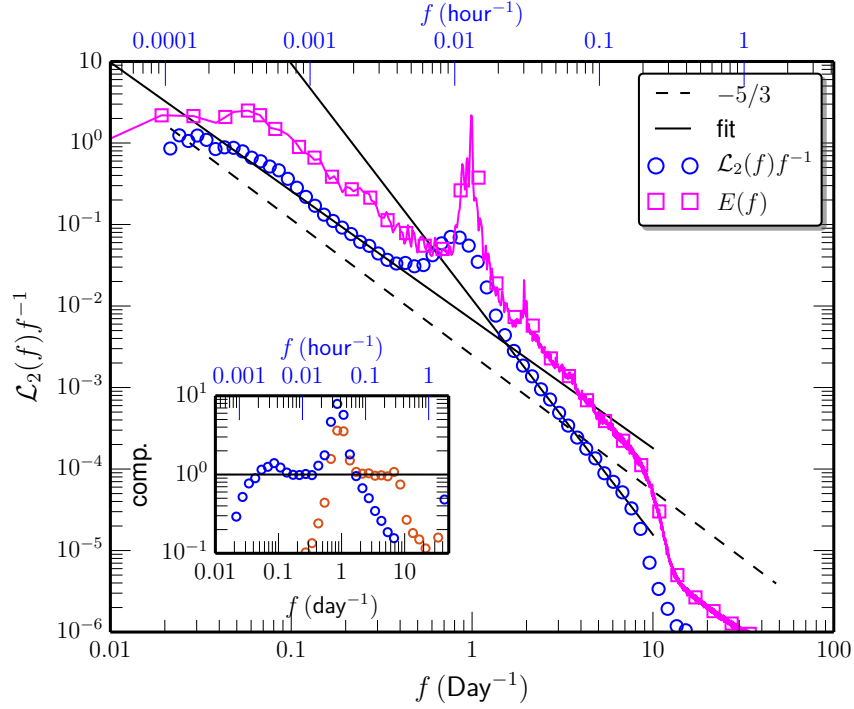 f (hour⁻¹)
0.0001 0.001 0.01 0.1 1
10
10⁰
10⁻¹
10⁻²
10⁻³
10⁻⁴
10⁻⁵
10⁻⁶
ℒ₂(f)f⁻¹
−5/3
fit
ℒ₂(f)f⁻¹
E(f)
f (hour⁻¹)
0.001 0.01 0.1 1
10¹
10⁰
10⁻¹
comp.
0.01 0.1 1 10
f (day⁻¹)
0.01 0.1 1 10 100
f (Day⁻¹)